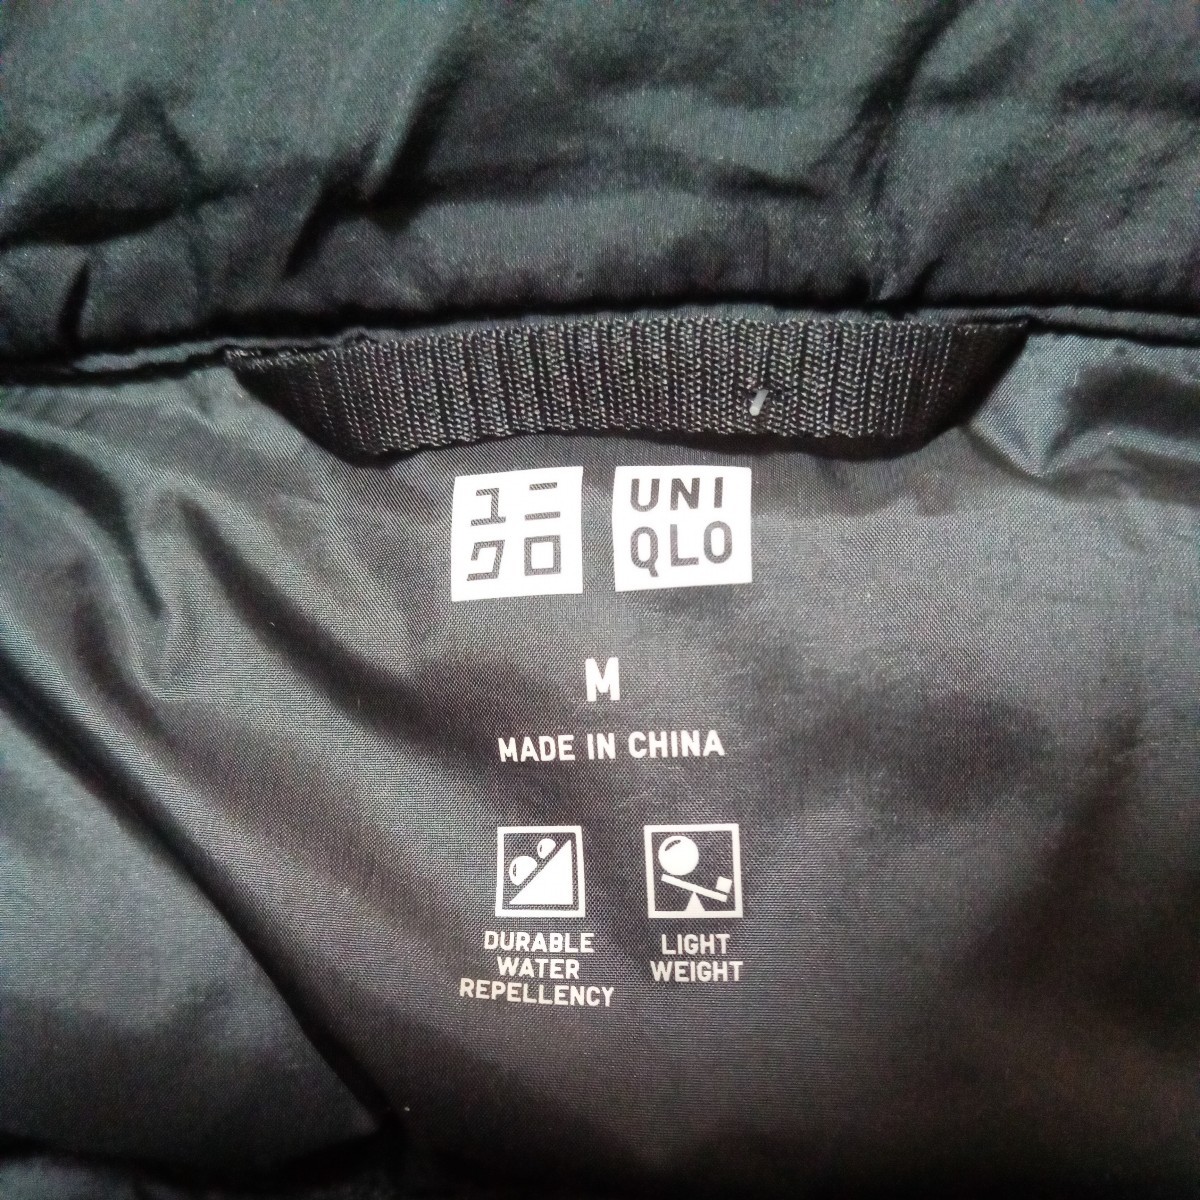 ユニ
クロ
UNI
QLO
M
MADE IN CHINA
DURABLE
WATER
REPELLENCY
LIGHT
WEIGHT